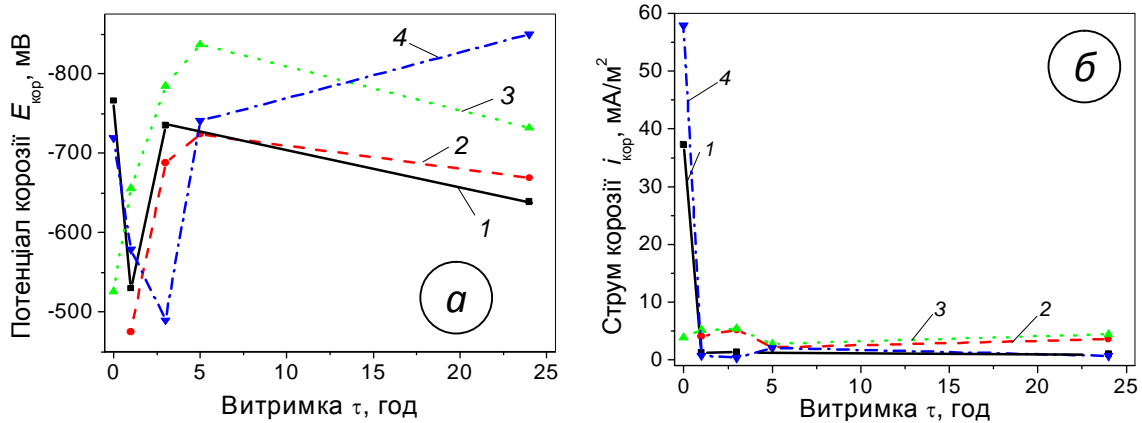 Потенціал корозії Eкор, мВ
-800
-700
-600
-500
0 5 10 15 20 25
Витримка τ, год
1
2
3
4
а
Струм корозії iкор, мА/м²
60
50
40
30
20
10
0
0 5 10 15 20 25
Витримка τ, год
4
1
3
2
б